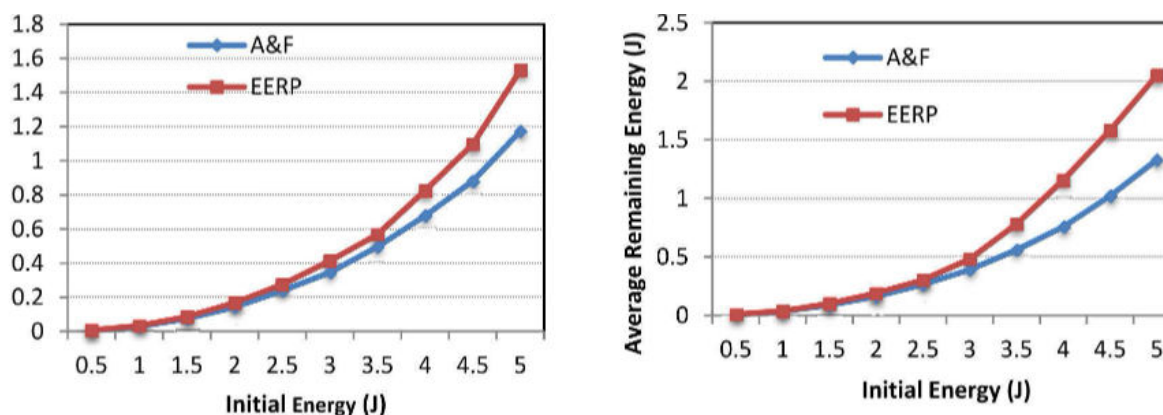 1.8
1.6
1.4
1.2
1
0.8
0.6
0.4
0.2
0
A&F
EERP
0.5 1 1.5 2 2.5 3 3.5 4 4.5 5
Initial Energy (J)
Average Remaining Energy (J)
2.5
2
1.5
1
0.5
0
A&F
EERP
0.5 1 1.5 2 2.5 3 3.5 4 4.5 5
Initial Energy (J)